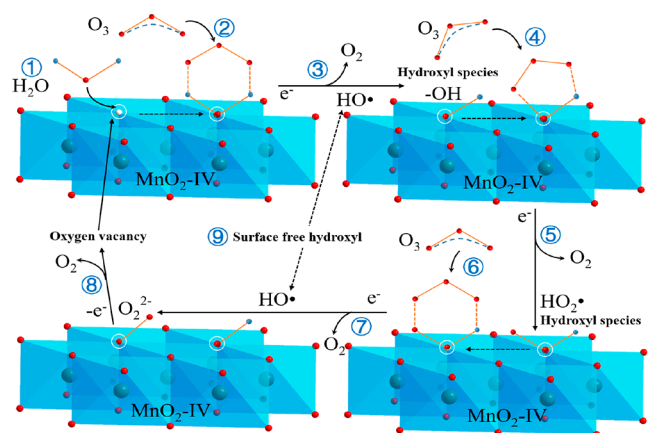 O3
②
①
H2O
MnO2-IV
③
O2
e-
HO•
O3
④
Hydroxyl species
-OH
MnO2-IV
Oxygen vacancy
⑨ Surface free hydroxyl
e-
⑤
O2
HO2•
Hydroxyl species
O3
⑥
O2
⑧
-e-
O2 2-
HO•
e-
⑦
O2
MnO2-IV